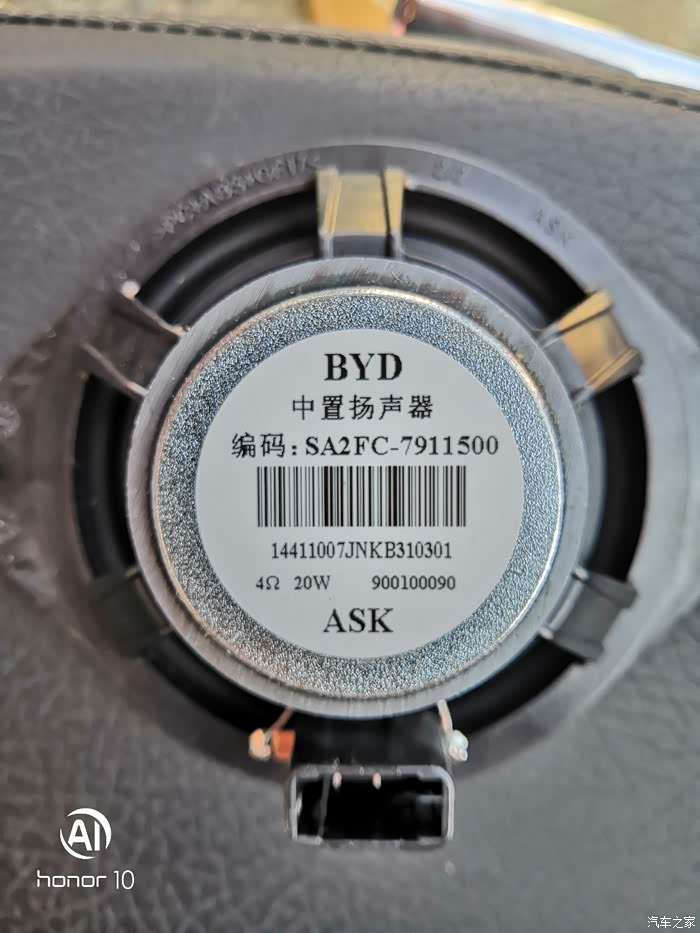 ASK
BYD
中置扬声器
编码: SA2FC-7911500
14411007JNKB310301
4Ω 20W 900100090
ASK
AI
honor 10
汽车之家